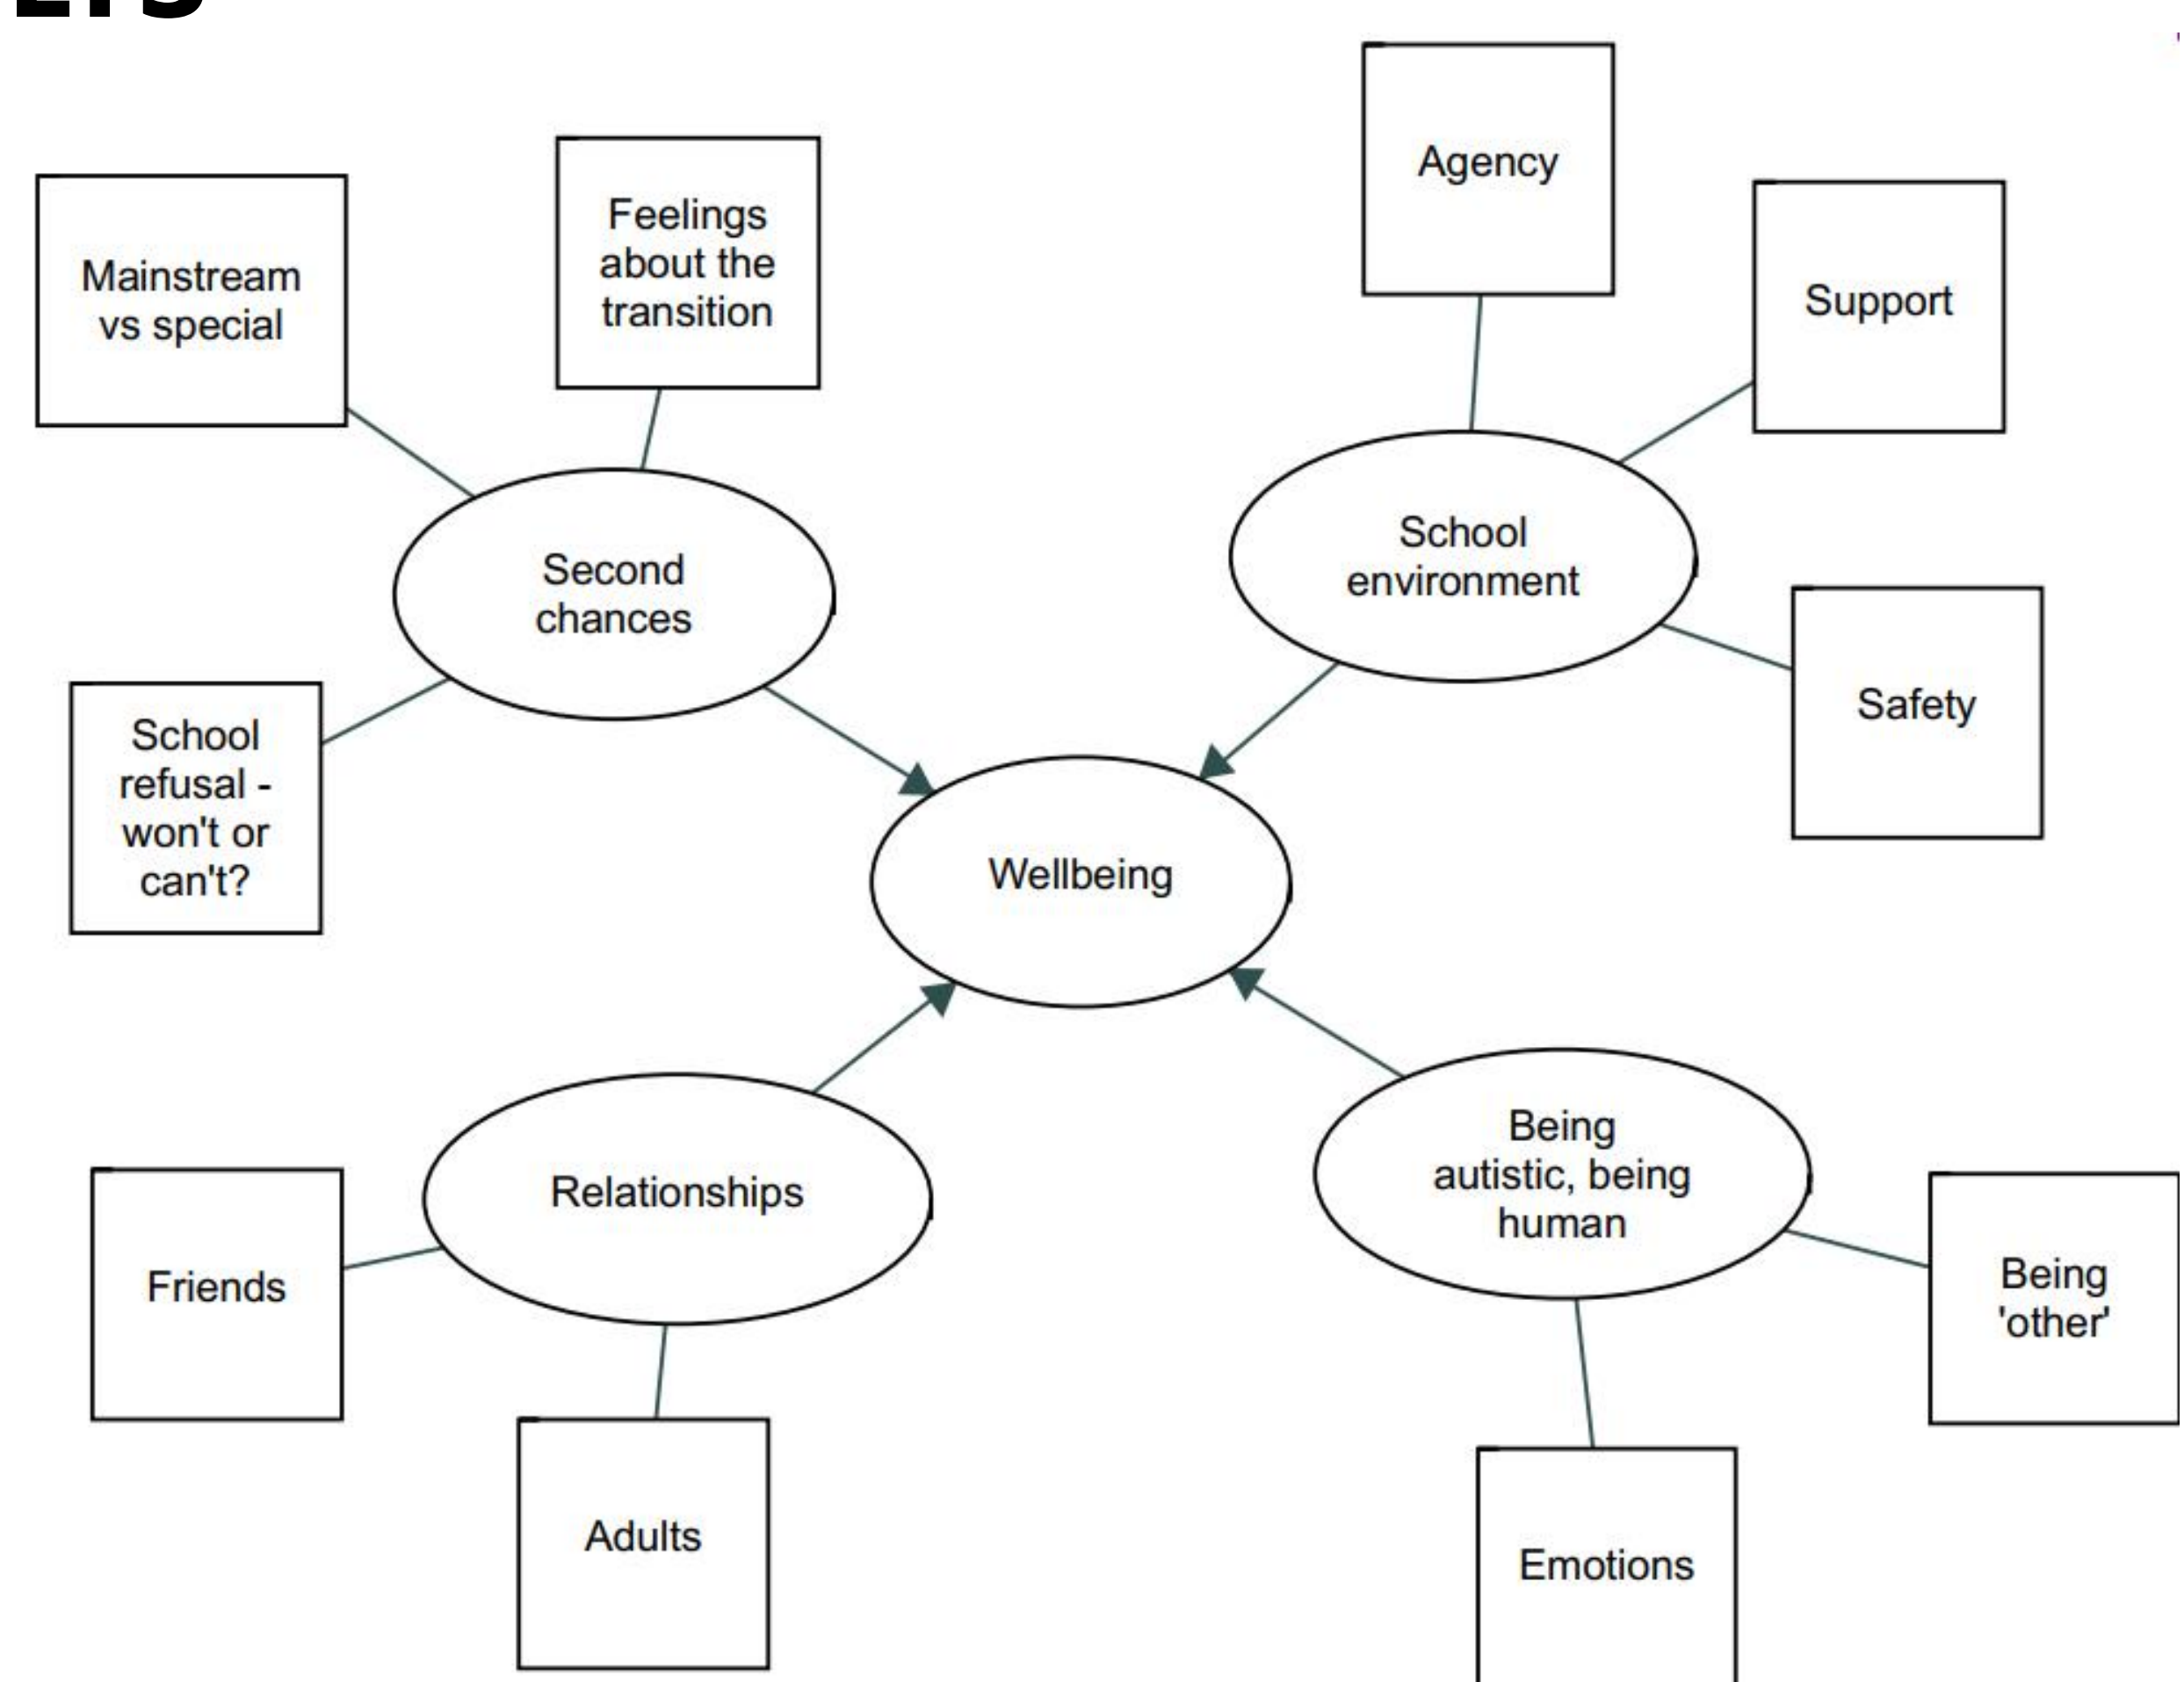 Agency
Feelings
about the
transition
Mainstream
vs special
Support
School
environment
Second
chances
Safety
School
refusal -
won't or
can't?
Wellbeing
Being
autistic, being
human
Relationships
Friends
Being
'other'
Adults
Emotions